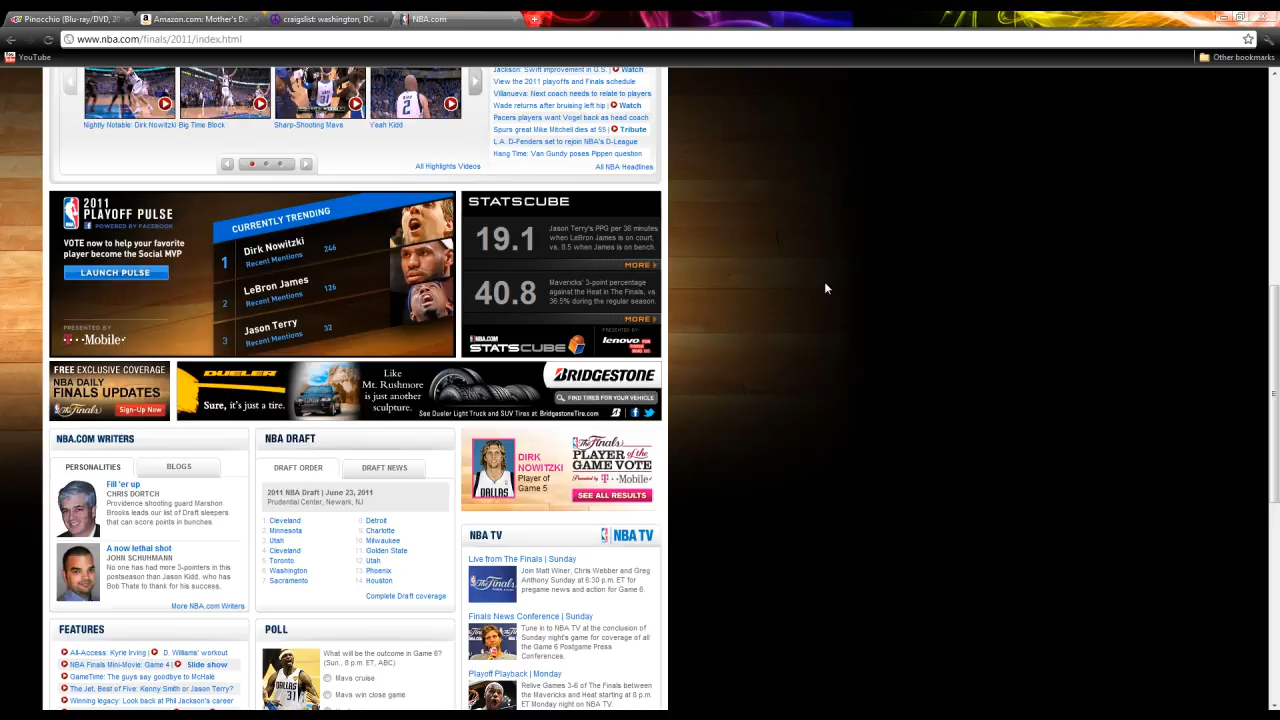 Pinocchio (Blu-ray/DVD, 20
Amazon.com: Mother's Da
craigslist: washington, DC
NBA.com
www.nba.com/finals/2011/index.html
YouTube
Other bookmarks
Jackson: Swift improvement in G.S. | Watch
View the 2011 playoffs and Finals schedule
Villanueva: Next coach needs to relate to players
Wade returns after bruising left hip | Watch
Pacers players want Vogel back as head coach
Spurs great Mike Mitchell dies at 55 | Tribute
L.A. D-Fenders set to rejoin NBA's D-League
Hang Time: Van Gundy poses Pippen question
All NBA Headlines
Nightly Notable: Dirk Nowitzki
Big Time Block
Sharp-Shooting Mavs
Yeah Kidd
All Highlights Videos
2011
PLAYOFF PULSE
POWERED BY FACEBOOK
VOTE now to help your favorite
player become the Social MVP
LAUNCH PULSE
PRESENTED BY
T··Mobile·
CURRENTLY TRENDING
1 Dirk Nowitzki 246
Recent Mentions
2 LeBron James 126
Recent Mentions
3 Jason Terry 32
Recent Mentions
STATSCUBE
19.1
Jason Terry's PPG per 36 minutes
when LeBron James is on court,
vs. 8.5 when James is on bench.
MORE
40.8
Mavericks' 3-point percentage
against the Heat in The Finals, vs.
36.5% during the regular season.
MORE
NBA.COM
STATSCUBE
PRESENTED BY:
lenovo
FREE EXCLUSIVE COVERAGE
NBA DAILY
FINALS UPDATES
The Finals
Sign-Up Now
DUELER
Sure, it's just a tire.
Like
Mt. Rushmore
is just another
sculpture.
BRIDGESTONE
FIND TIRES FOR YOUR VEHICLE
See Dueler Light Truck and SUV Tires at BridgestoneTire.com
NBA.COM WRITERS
PERSONALITIES
BLOGS
Fill 'er up
CHRIS DORTCH
Providence shooting guard Marshon
Brooks leads our list of Draft sleepers
that can score points in bunches.
A now lethal shot
JOHN SCHUHMANN
No one has had more 3-pointers in this
postseason than Jason Kidd, who has
Bob Thate to thank for his success.
More NBA.com Writers
NBA DRAFT
DRAFT ORDER
DRAFT NEWS
2011 NBA Draft | June 23, 2011
Prudential Center, Newark, NJ
1. Cleveland
2. Minnesota
3. Utah
4. Cleveland
5. Toronto
6. Washington
7. Sacramento
8. Detroit
9. Charlotte
10. Milwaukee
11. Golden State
12. Utah
13. Phoenix
14. Houston
Complete Draft coverage
DALLAS
DIRK
NOWITZKI
Player of
Game 5
The Finals
PLAYER OF THE
GAME VOTE
Presented by T··Mobile·
SEE ALL RESULTS
NBA TV
NBA TV
Live from The Finals | Sunday
Join Matt Winer, Chris Webber and Greg
Anthony Sunday at 6:30 p.m. ET for
pregame news and action for Game 6.
Finals News Conference | Sunday
Tune in to NBA TV at the conclusion of
Sunday night's game for coverage of all
the Game 6 Postgame Press
Conferences.
Playoff Playback | Monday
Relive Games 3-6 of The Finals between
the Mavericks and Heat starting at 8 p.m
ET Monday night on NBA TV.
FEATURES
All-Access: Kyrie Irving | D. Williams' workout
NBA Finals Mini-Movie: Game 4 | Slide show
GameTime: The guys say goodbye to McHale
The Jet, Best of Five: Kenny Smith or Jason Terry?
Winning legacy: Look back at Phil Jackson's career
POLL
DALLAS
31
What will be the outcome in Game 6?
(Sun., 8 p.m. ET, ABC)
Mavs cruise
Mavs win close game